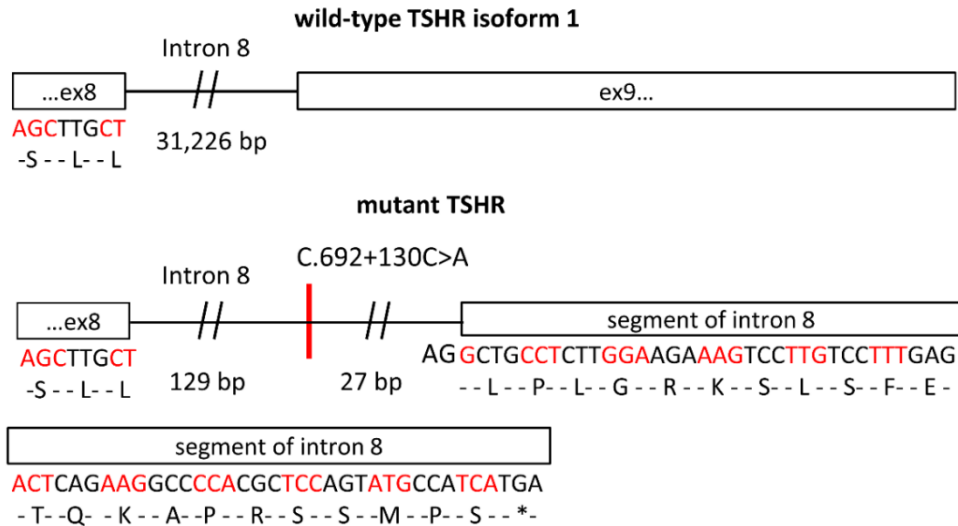 wild-type TSHR isoform 1
Intron 8
...ex8
ex9...
AGCTTGCT
31,226 bp
-S - - L- - L
mutant TSHR
C.692+130C>A
Intron 8
...ex8
segment of intron 8
AGCTTGCT
AG GCTGCCTCTTGGAAGAAAGTCCTTGTCCTTTGAG
-S - - L- - L
129 bp
27 bp
- - L - - P - - L - - G - - R - - K - - S - - L - - S - - F - - E -
segment of intron 8
ACTCAGAAGGCCCCACGCTCCAGTATGCCATCATGA
- T- -Q- - K - - A - - P - - R - - S - - S - - M - - P - - S - - *-